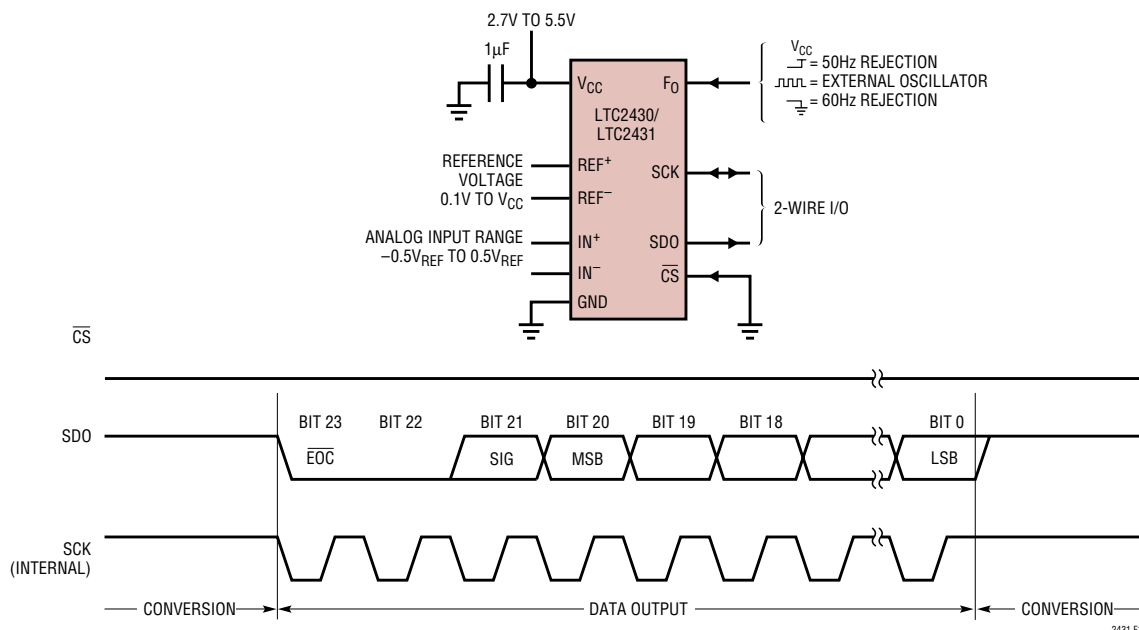 2.7V TO 5.5V
1µF
VCC
FO
LTC2430/
LTC2431
VCC
= 50Hz REJECTION
= EXTERNAL OSCILLATOR
= 60Hz REJECTION
REFERENCE
VOLTAGE
0.1V TO VCC
REF+
REF–
SCK
2-WIRE I/O
ANALOG INPUT RANGE
–0.5VREF TO 0.5VREF
IN+
IN–
SDO
CS
GND
CS
SDO
BIT 23
BIT 22
BIT 21
BIT 20
BIT 19
BIT 18
BIT 0
EOC
SIG
MSB
LSB
SCK
(INTERNAL)
CONVERSION
DATA OUTPUT
CONVERSION